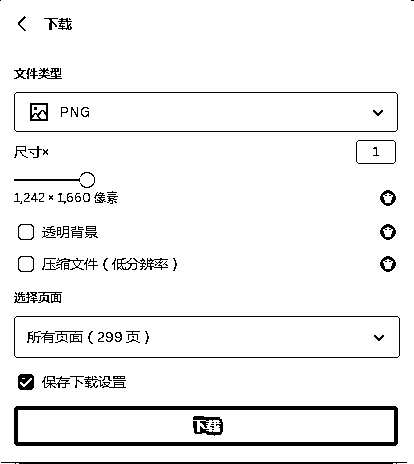 下载
文件类型
PNG
尺寸× 1
1,242 × 1,660 像素
透明背景
压缩文件（低分辨率）
选择页面
所有页面（299 页）
保存下载设置
下载